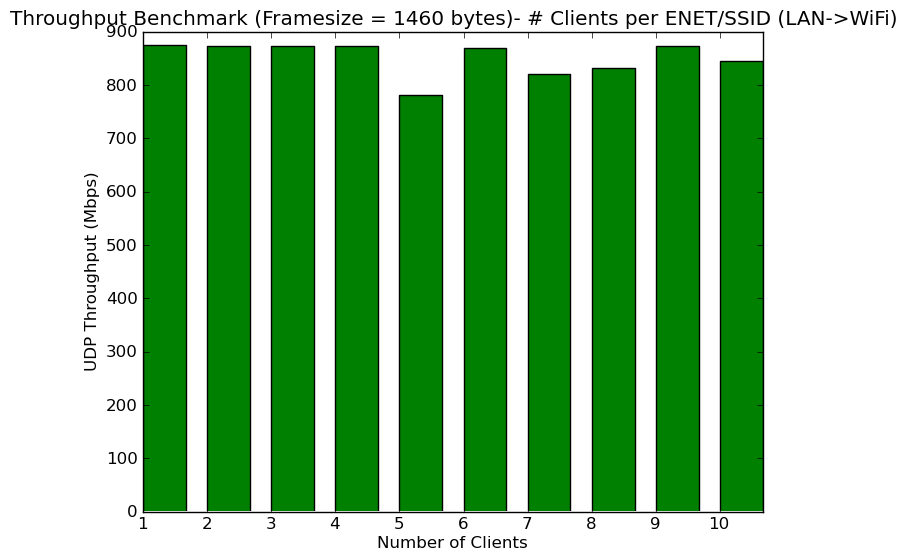 Throughput Benchmark (Framesize = 1460 bytes)- # Clients per ENET/SSID (LAN->WiFi)
900
800
700
600
500
400
300
200
100
0
UDP Throughput (Mbps)
1 2 3 4 5 6 7 8 9 10
Number of Clients